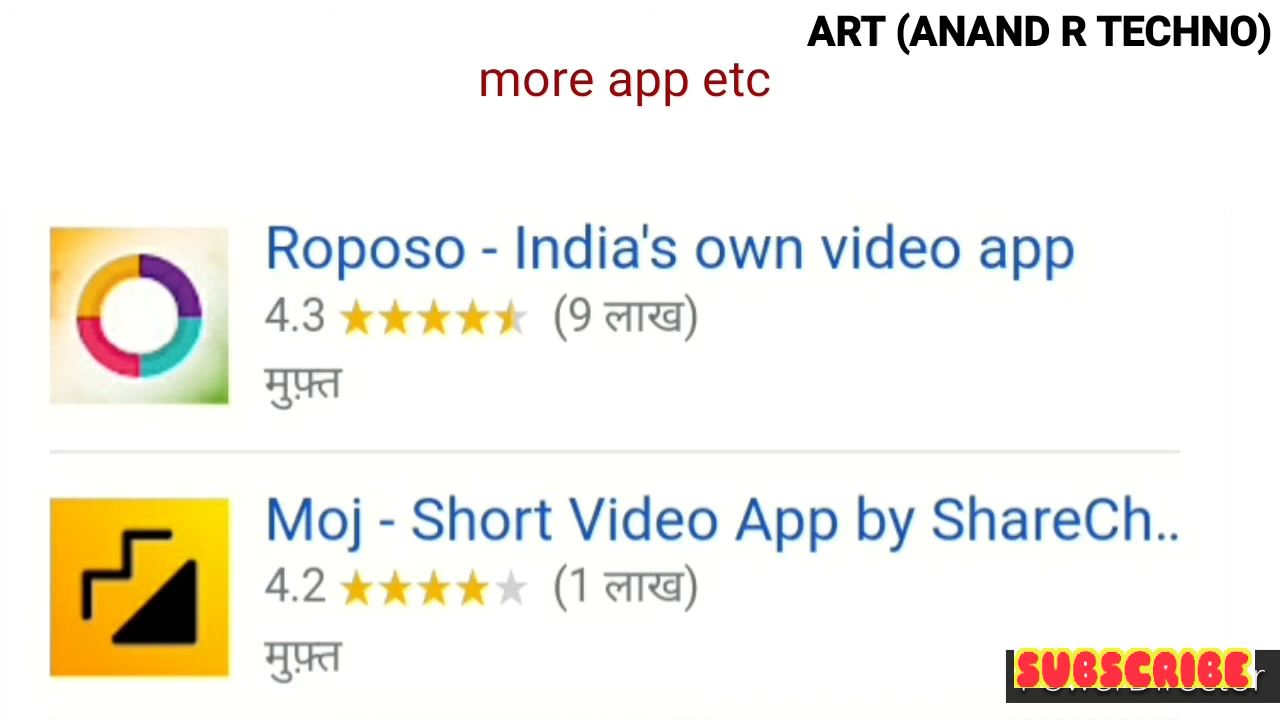 ART (ANAND R TECHNO)
more app etc
Roposo - India's own video app
4.3 (9 लाख)
मुफ़्त
Moj - Short Video App by ShareCh..
4.2 (1 लाख)
मुफ़्त
SUBSCRIBE
PowerDirector